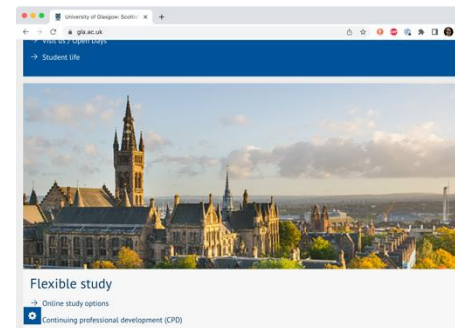 University of Glasgow: Scottis
gla.ac.uk
Visit us / Open Days
→ Student life
Flexible study
→ Online study options
Continuing professional development (CPD)